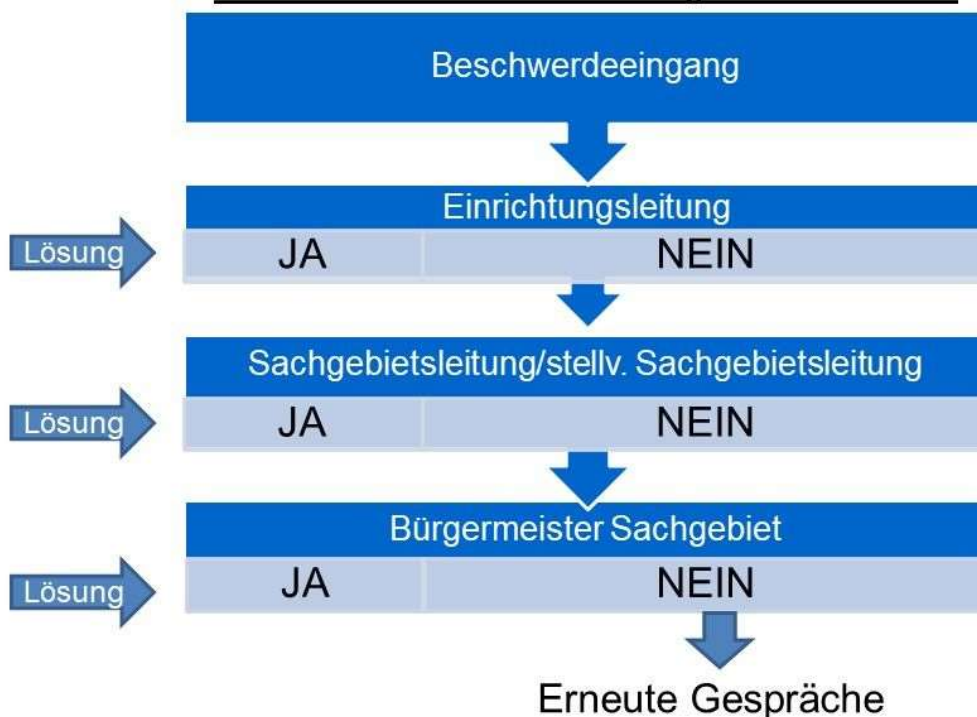 Beschwerdeeingang
Einrichtungsleitung
Lösung JA NEIN
Sachgebietsleitung/stellv. Sachgebietsleitung
Lösung JA NEIN
Bürgermeister Sachgebiet
Lösung JA NEIN
Erneute Gespräche